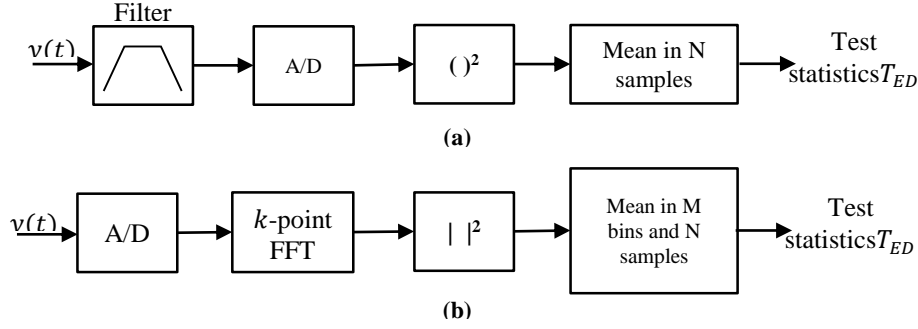 Filter
y(t)
A/D
( )²
Mean in N
samples
Test
statisticsT_ED
(a)
y(t)
A/D
k-point
FFT
| |²
Mean in M
bins and N
samples
Test
statisticsT_ED
(b)